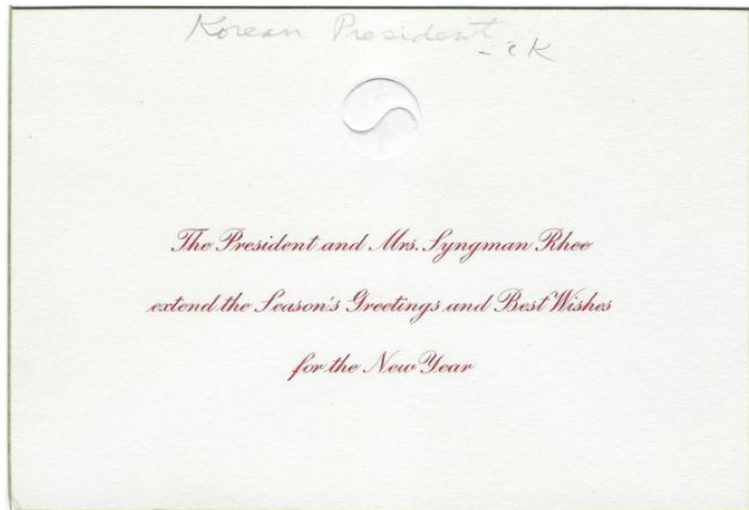 Korean President
The President and Mrs. Syngman Rhee
extend the Season's Greetings and Best Wishes
for the New Year